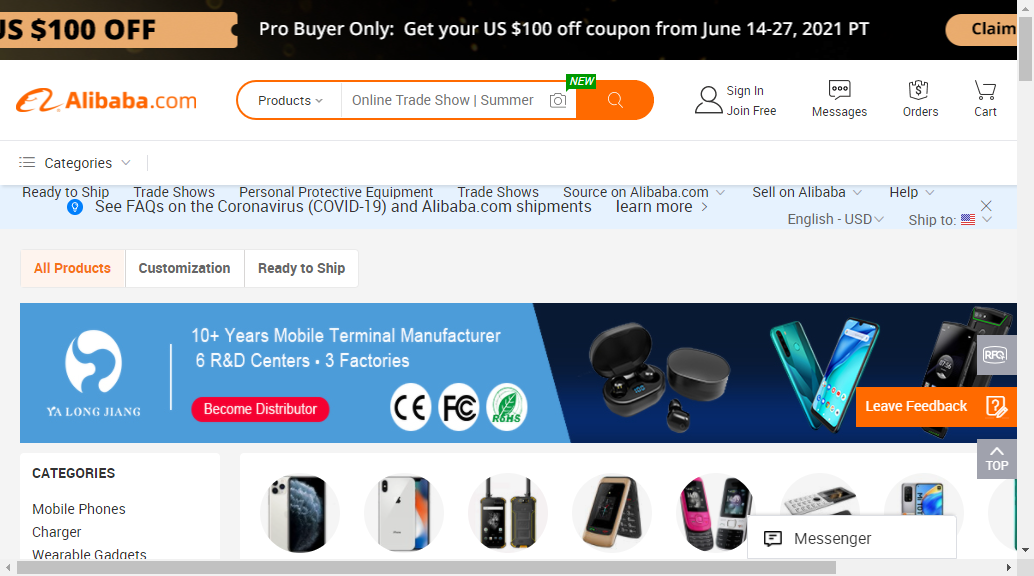 US $100 OFF
Pro Buyer Only: Get your US $100 off coupon from June 14-27, 2021 PT
Claim
Alibaba.com
Products
Online Trade Show | Summer
NEW
Sign In
Join Free
Messages
Orders
Cart
Categories
Ready to Ship
Trade Shows
Personal Protective Equipment
Trade Shows
Source on Alibaba.com
Sell on Alibaba
Help
See FAQs on the Coronavirus (COVID-19) and Alibaba.com shipments
learn more
English - USD
Ship to:
All Products
Customization
Ready to Ship
YA LONG JIANG
10+ Years Mobile Terminal Manufacturer
6 R&D Centers • 3 Factories
Become Distributor
CE
FC
RoHS
RFQ
Leave Feedback
TOP
CATEGORIES
Mobile Phones
Charger
Wearable Gadgets
Messenger